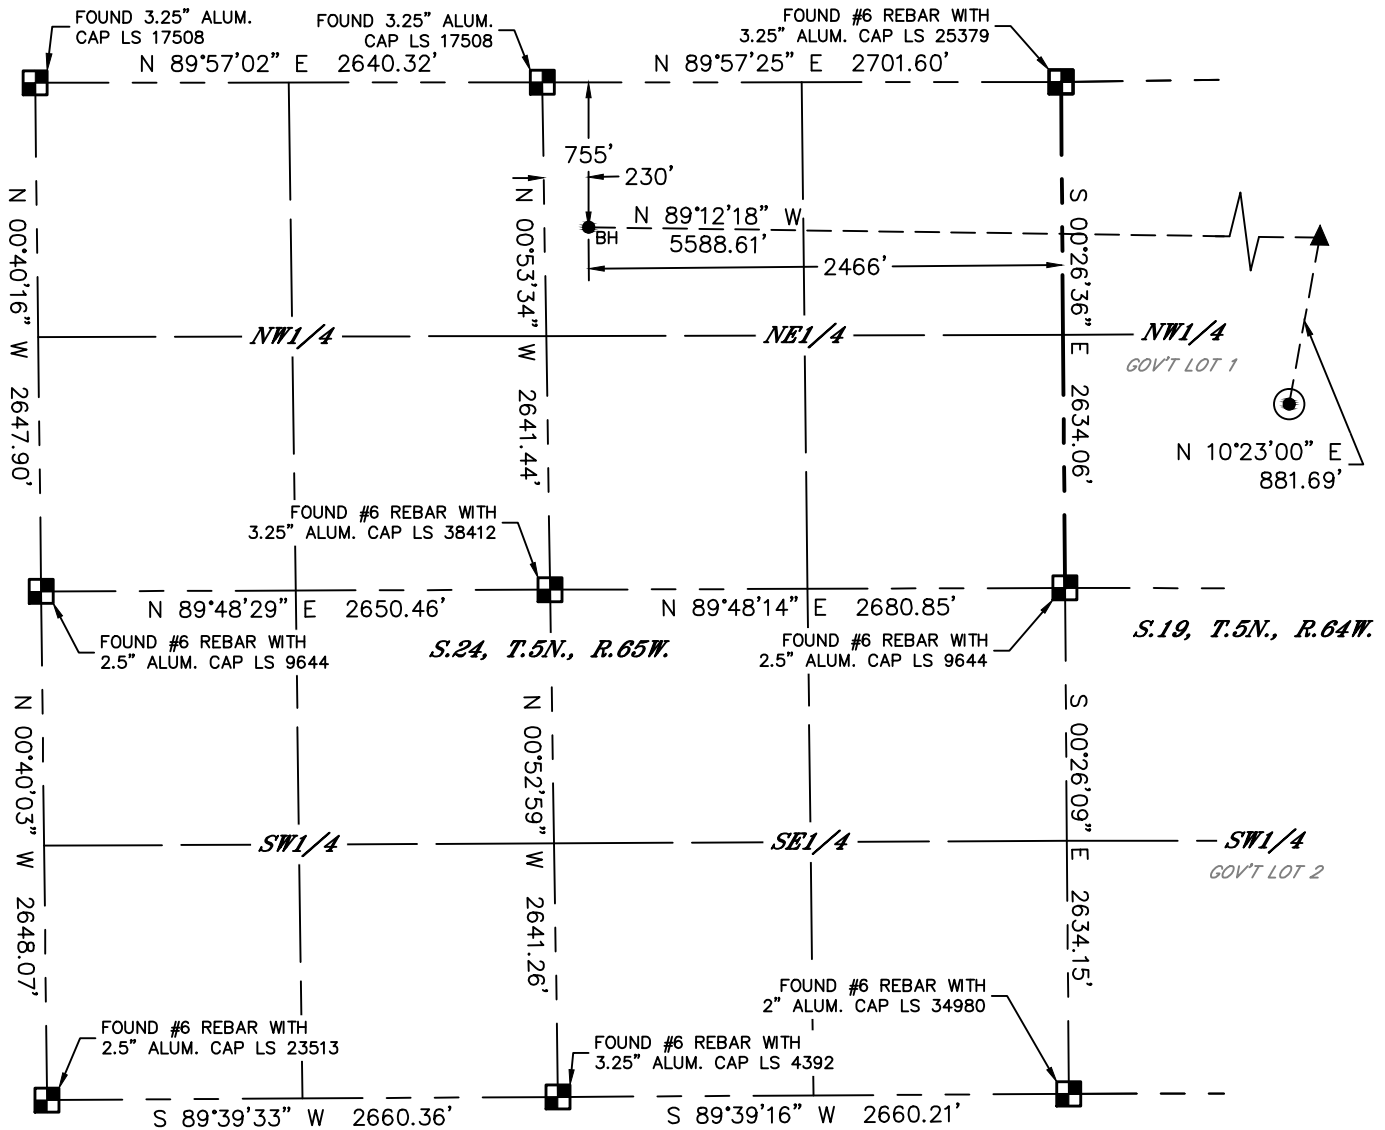 FOUND 3.25" ALUM.
CAP LS 17508
FOUND 3.25" ALUM.
CAP LS 17508
FOUND #6 REBAR WITH
3.25" ALUM. CAP LS 25379
N 89°57'02" E 2640.32'
N 89°57'25" E 2701.60'
755'
230'
N 89°12'18" W
5588.61'
BH
2466'
N 00°40'16" W 2647.90'
N 00°53'34" W 2641.44'
S 00°26'36" E 2634.06'
NW1/4
NE1/4
NW1/4
GOV'T LOT 1
N 10°23'00" E
881.69'
FOUND #6 REBAR WITH
3.25" ALUM. CAP LS 38412
N 89°48'29" E 2650.46'
N 89°48'14" E 2680.85'
FOUND #6 REBAR WITH
2.5" ALUM. CAP LS 9644
S.24, T.5N., R.65W.
FOUND #6 REBAR WITH
2.5" ALUM. CAP LS 9644
S.19, T.5N., R.64W.
N 00°40'03" W 2648.07'
N 00°52'59" W 2641.26'
S 00°26'09" E 2634.15'
SW1/4
SE1/4
SW1/4
GOV'T LOT 2
FOUND #6 REBAR WITH
2" ALUM. CAP LS 34980
FOUND #6 REBAR WITH
2.5" ALUM. CAP LS 23513
FOUND #6 REBAR WITH
3.25" ALUM. CAP LS 4392
S 89°39'33" W 2660.36'
S 89°39'16" W 2660.21'